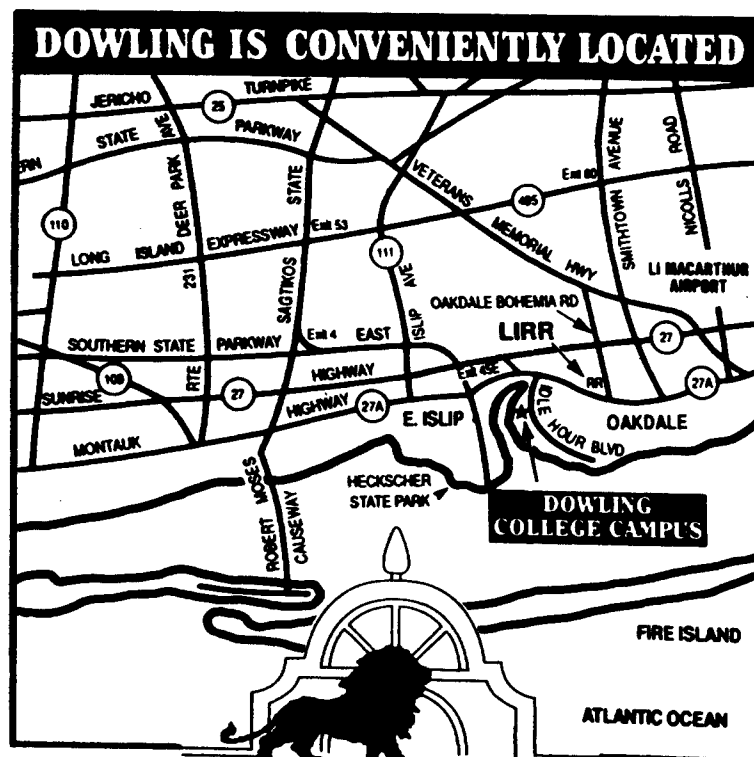 DOWLING IS CONVENIENTLY LOCATED
JERICHO TURNPIKE
25
ERN STATE PARKWAY
DEER PARK AVE
110
LONG ISLAND EXPRESSWAY
Exit 53
231
RTE
SAGTIKOS STATE
111
ISLIP AVE
VETERANS MEMORIAL HWY
495
Exit 60
SMITHTOWN AVENUE
NICOLLS ROAD
LI MACARTHUR
AIRPORT
OAKDALE BOHEMIA RD
LIRR
SOUTHERN STATE PARKWAY
Exit 4
EAST
27
109
SUNRISE
27
HIGHWAY
Exit 45E
RR
27A
MONTAUK
HIGHWAY
27A
E. ISLIP
IDLE HOUR BLVD
OAKDALE
HECKSCHER
STATE PARK
DOWLING
COLLEGE CAMPUS
ROBERT MOSES
CAUSEWAY
FIRE ISLAND
ATLANTIC OCEAN